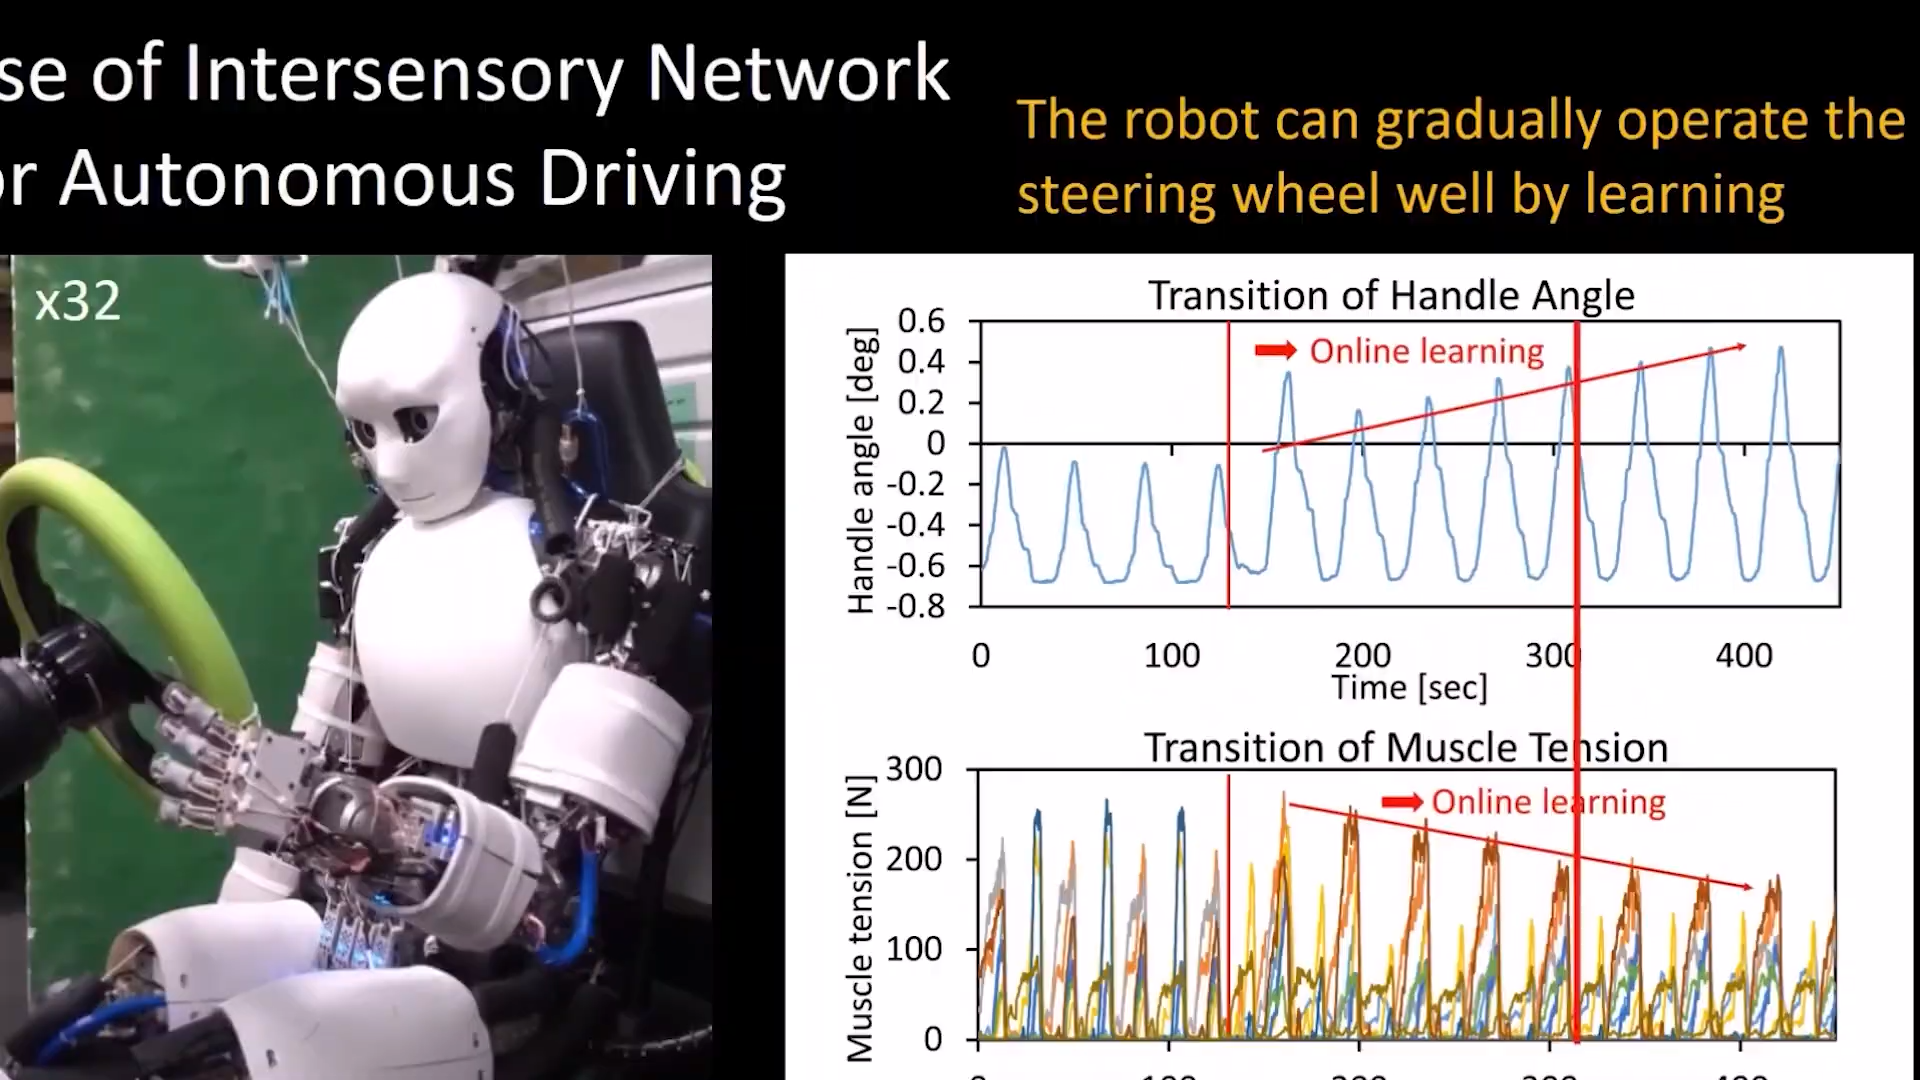 se of Intersensory Network
or Autonomous Driving
The robot can gradually operate the
steering wheel well by learning
x32
Transition of Handle Angle
Handle angle [deg]
0.6
0.4
0.2
0
-0.2
-0.4
-0.6
-0.8
Online learning
0 100 200 300 400
Time [sec]
Transition of Muscle Tension
Muscle tension [N]
300
200
100
0
Online learning